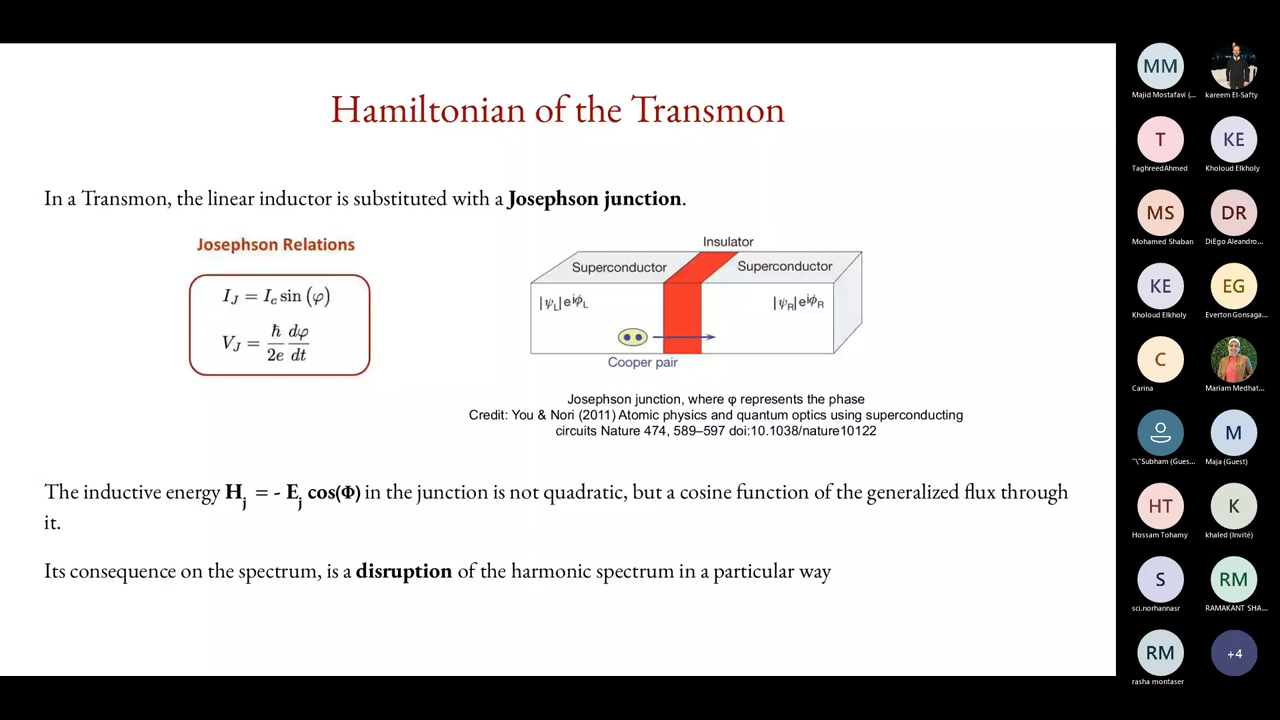 Hamiltonian of the Transmon
In a Transmon, the linear inductor is substituted with a Josephson junction.
Josephson Relations
I_J = I_c sin (φ)
V_J = ħ/2e dφ/dt
Insulator
Superconductor
Superconductor
|ψ_L|e^iϕ_L
|ψ_R|e^iϕ_R
Cooper pair
Josephson junction, where φ represents the phase
Credit: You & Nori (2011) Atomic physics and quantum optics using superconducting
circuits Nature 474, 589–597 doi:10.1038/nature10122
The inductive energy H_j = - E_j cos(Φ) in the junction is not quadratic, but a cosine function of the generalized flux through
it.
Its consequence on the spectrum, is a disruption of the harmonic spectrum in a particular way
MM
Majid Mostafavi (...
kareem El-Safty
T
TaghreedAhmed
KE
Kholoud Elkholy
MS
Mohamed Shaban
DR
DiEgo Aleandro...
KE
Kholoud Elkholy
EG
Everton Gonsaga...
C
Carina
Mariam Medhat...
"\"Subham (Gues...
M
Maja (Guest)
HT
Hossam Tohamy
K
khaled (Invité)
S
sci.norhannasr
RM
RAMAKANT SHA...
RM
rasha montaser
+4